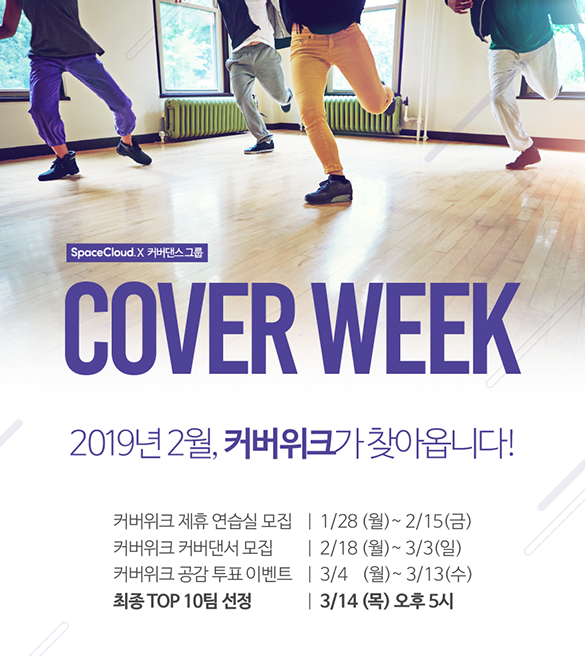 SpaceCloud.X 커버댄스 그룹
COVER WEEK
2019년 2월, 커버위크가 찾아옵니다!
커버위크 제휴 연습실 모집 | 1/28 (월)~ 2/15(금)
커버위크 커버댄서 모집 | 2/18 (월)~ 3/3(일)
커버위크 공감 투표 이벤트 | 3/4 (월)~ 3/13(수)
최종 TOP 10팀 선정 | 3/14 (목) 오후 5시